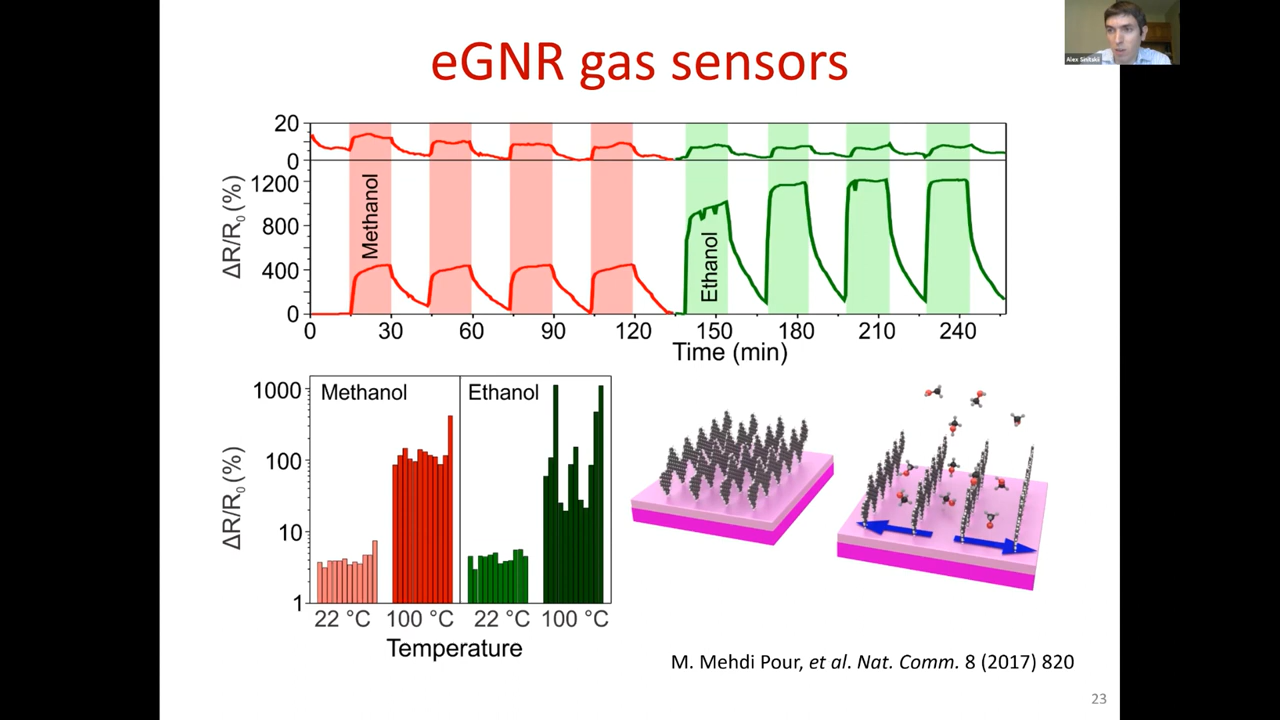 eGNR gas sensors
Alex Sinitskii
20
0
1200
800
400
0
ΔR/R0 (%)
Methanol
Ethanol
0 30 60 90 120 150 180 210 240
Time (min)
1000
100
10
1
ΔR/R0 (%)
Methanol Ethanol
22 °C 100 °C 22 °C 100 °C
Temperature
M. Mehdi Pour, et al. Nat. Comm. 8 (2017) 820
23